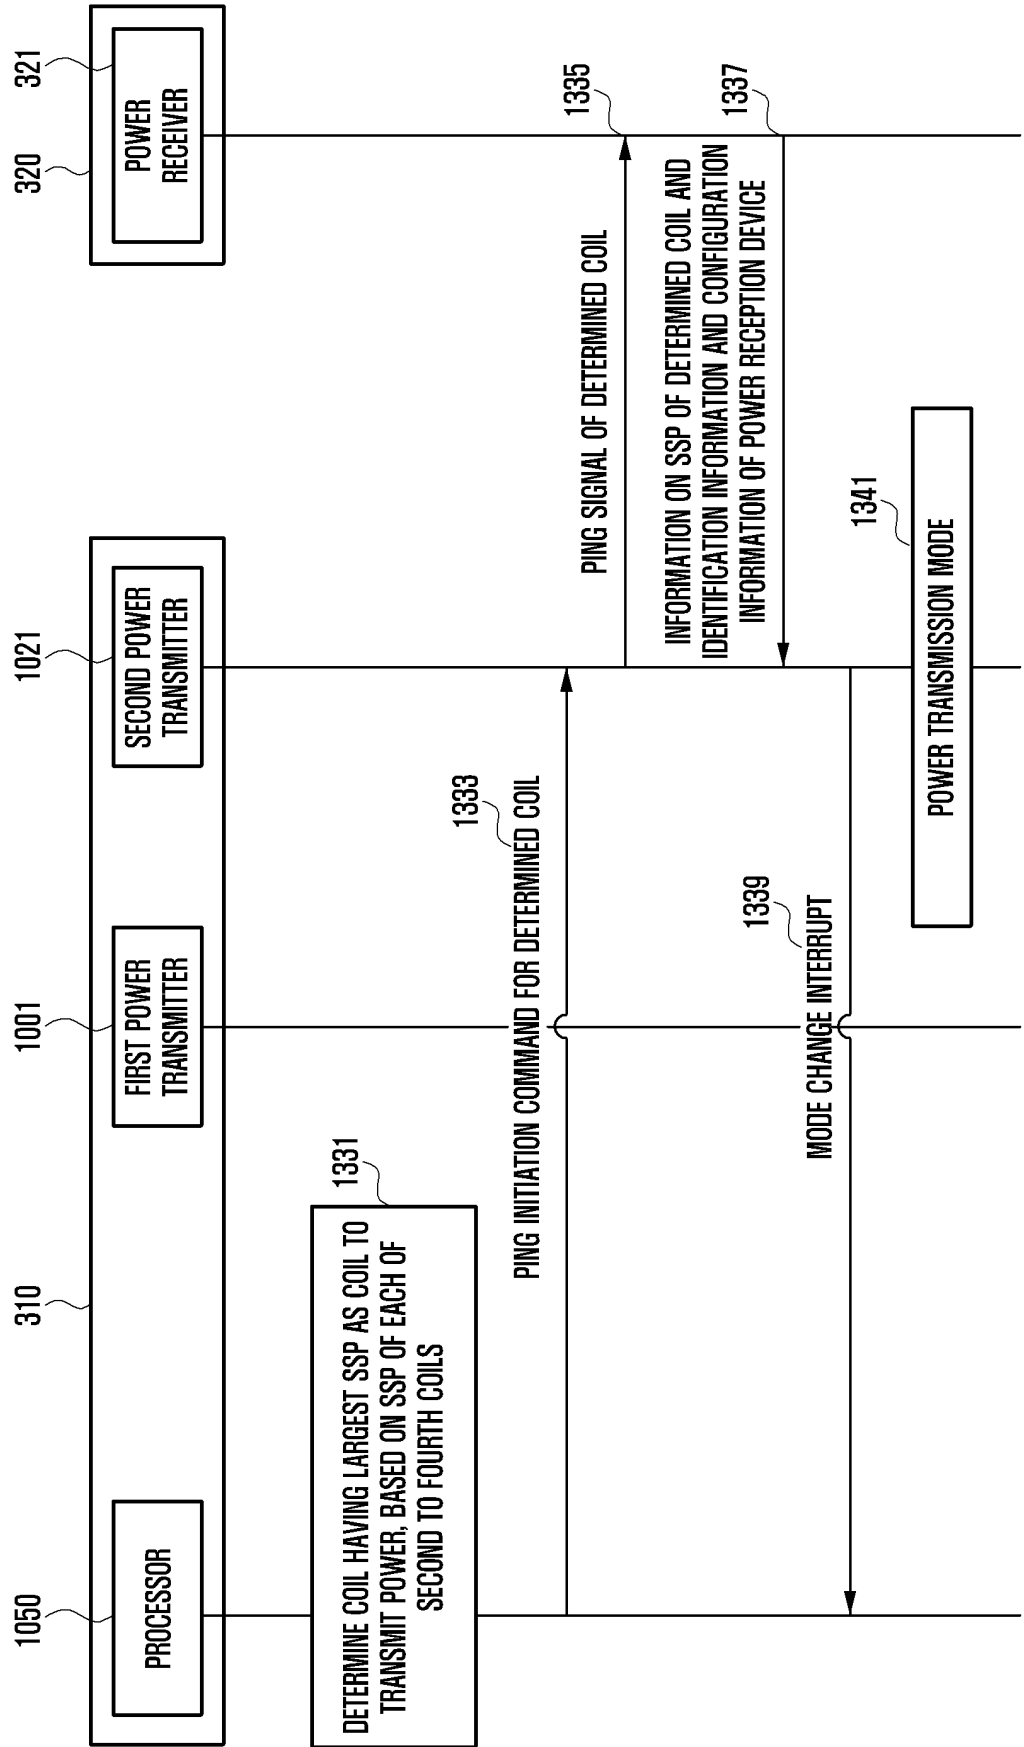 310
320
1050
1001
1021
321
PROCESSOR
FIRST POWER
TRANSMITTER
SECOND POWER
TRANSMITTER
POWER
RECEIVER
1331
DETERMINE COIL HAVING LARGEST SSP AS COIL TO
TRANSMIT POWER, BASED ON SSP OF EACH OF
SECOND TO FOURTH COILS
1333
PING INITIATION COMMAND FOR DETERMINED COIL
PING SIGNAL OF DETERMINED COIL
1335
INFORMATION ON SSP OF DETERMINED COIL AND
IDENTIFICATION INFORMATION AND CONFIGURATION
INFORMATION OF POWER RECEPTION DEVICE
1337
1339
MODE CHANGE INTERRUPT
1341
POWER TRANSMISSION MODE